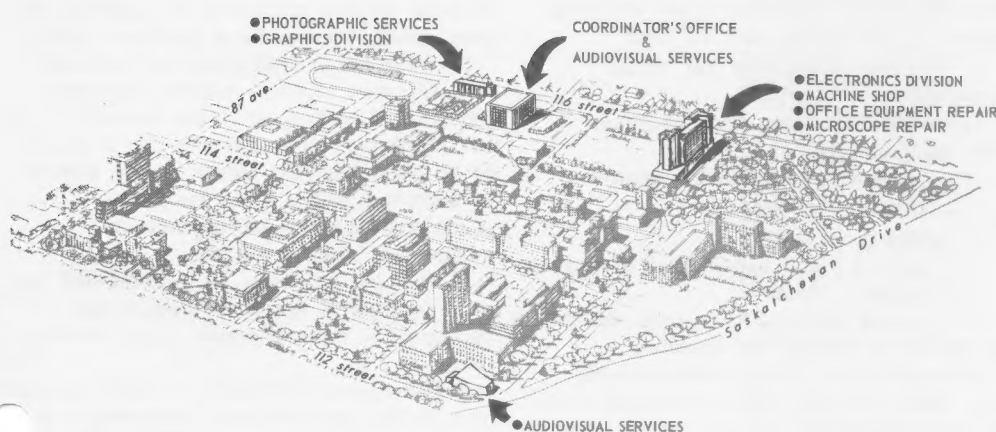 ●PHOTOGRAPHIC SERVICES
●GRAPHICS DIVISION
COORDINATOR'S OFFICE
&
AUDIOVISUAL SERVICES
●ELECTRONICS DIVISION
●MACHINE SHOP
●OFFICE EQUIPMENT REPAIR
●MICROSCOPE REPAIR
87 ave.
116 street
114 street
Saskatchewan Drive
112 street
●AUDIOVISUAL SERVICES